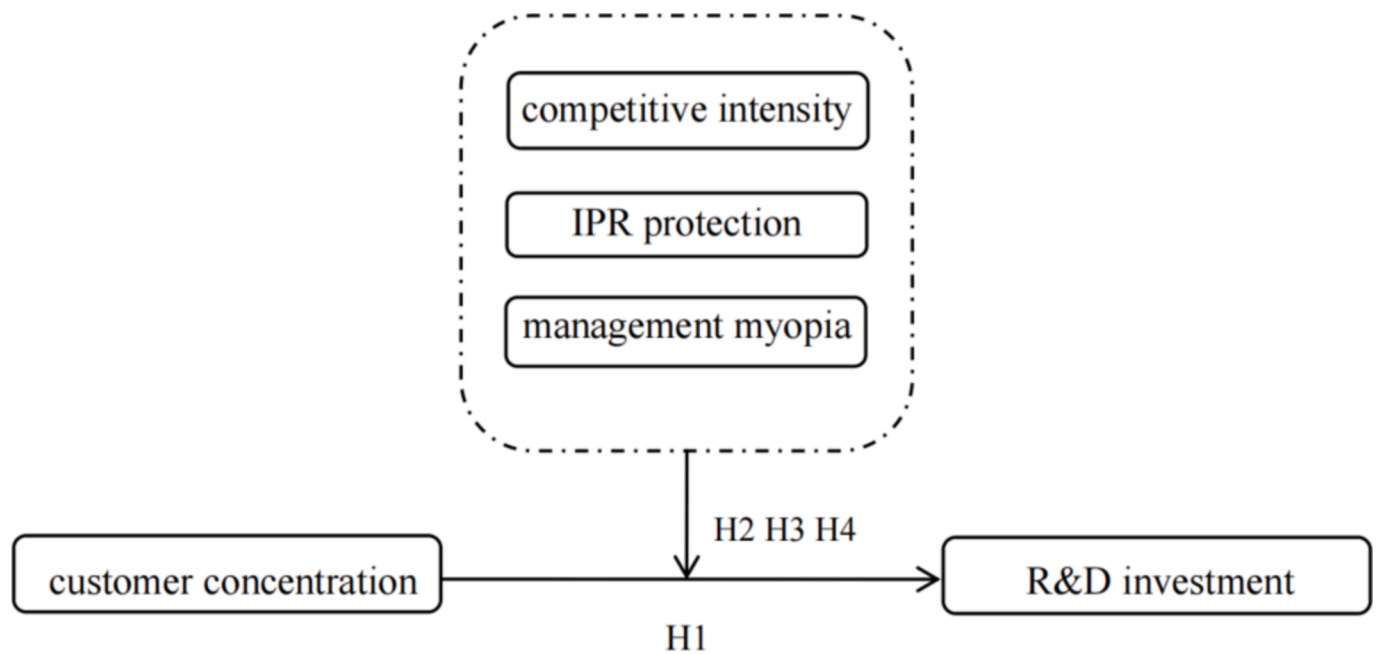 competitive intensity
IPR protection
management myopia
H2 H3 H4
customer concentration
R&D investment
H1